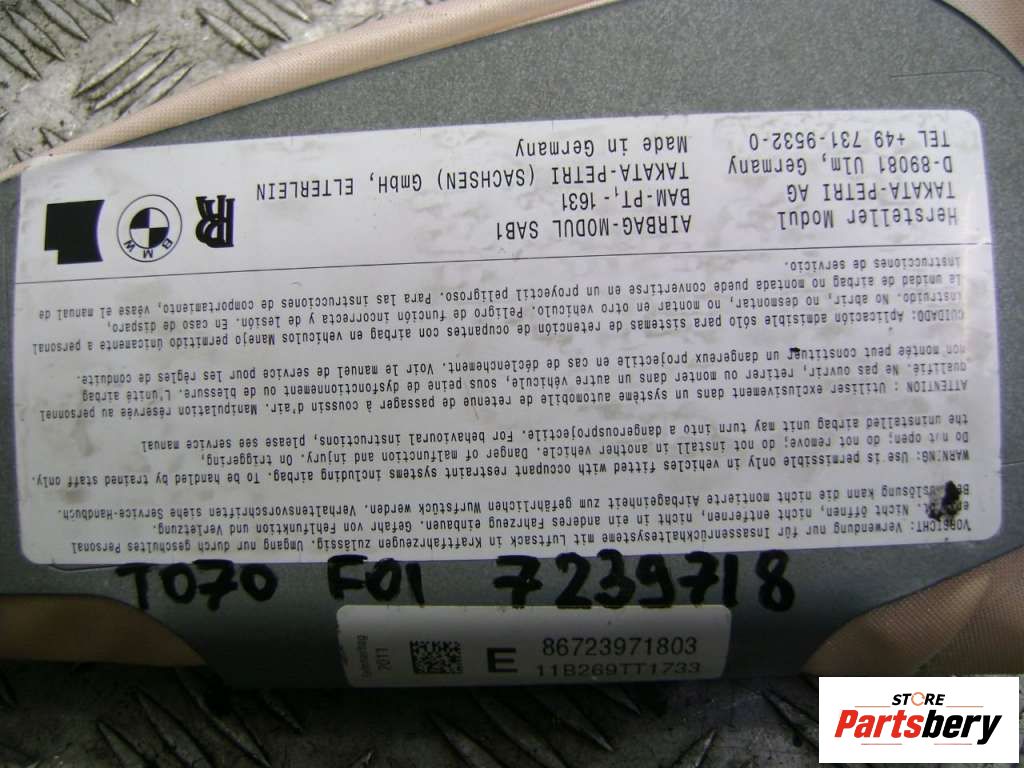 Hersteller Modul
TAKATA-PETRI AG
D-89081 Ulm, Germany
TEL +49 731-9532-0
AIRBAG-MODUL SAB1
BAM-PT₁-1631
TAKATA-PETRI (SACHSEN) GmbH, ELTERLEIN
Made in Germany
RR
BMW
instrucciones de servicio.
la unidad de airbag no montada puede convertirse en un proyectil peligroso. Para las instrucciones de comportamiento, véase el manual de
instruido. No abrir, no desmontar, no montar en otro vehículo. Peligro de función incorrecta y de lesión. En caso de disparo,
CUIDADO: Aplicación admisible sólo para sistemas de retención de ocupantes con airbag en vehículos Manejo permitido únicamente a personal
non montée peut constituer un dangereux projectile en cas de déclenchement. Voir le manuel de service pour les règles de conduite.
qualifié. Ne pas ouvrir, retirer ou monter dans un autre véhicule, sous peine de dysfonctionnement ou de blessure. L'unité airbag
ATTENTION : Utiliser exclusivement dans un système automobile de retenue de passager à coussin d'air. Manipulation réservée au personnel
the uninstalled airbag unit may turn into a dangerousprojectile. For behavioural instructions, please see service manual
Do not open; do not remove; do not install in another vehicle. Danger of malfunction and injury. On triggering,
WARNING: Use is permissible only in vehicles fitted with occupant restraint systems including airbag. To be handled by trained staff only.
Bei Auslösung kann die nicht montierte Airbageinheit zum gefährlichen Wurfstück werden. Verhaltensvorschriften siehe Service-Handbuch.
Nicht öffnen, nicht entfernen, nicht in ein anderes Fahrzeug einbauen. Gefahr von Fehlfunktion und Verletzung.
VORSICHT: Verwendung nur für Insassenrückhaltesysteme mit Luftsack in Kraftfahrzeugen zulässig. Umgang nur durch geschultes Personal
T070 F01 7239718
2011
E
86723971803
11B269TT1733
STORE
Partsbery